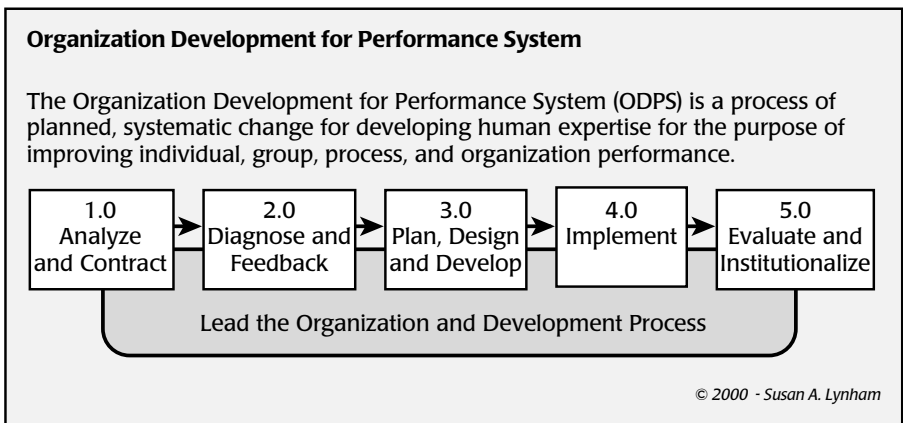 Organization Development for Performance System
The Organization Development for Performance System (ODPS) is a process of
planned, systematic change for developing human expertise for the purpose of
improving individual, group, process, and organization performance.
1.0
Analyze
and Contract
2.0
Diagnose and
Feedback
3.0
Plan, Design
and Develop
4.0
Implement
5.0
Evaluate and
Institutionalize
Lead the Organization and Development Process
© 2000 - Susan A. Lynham